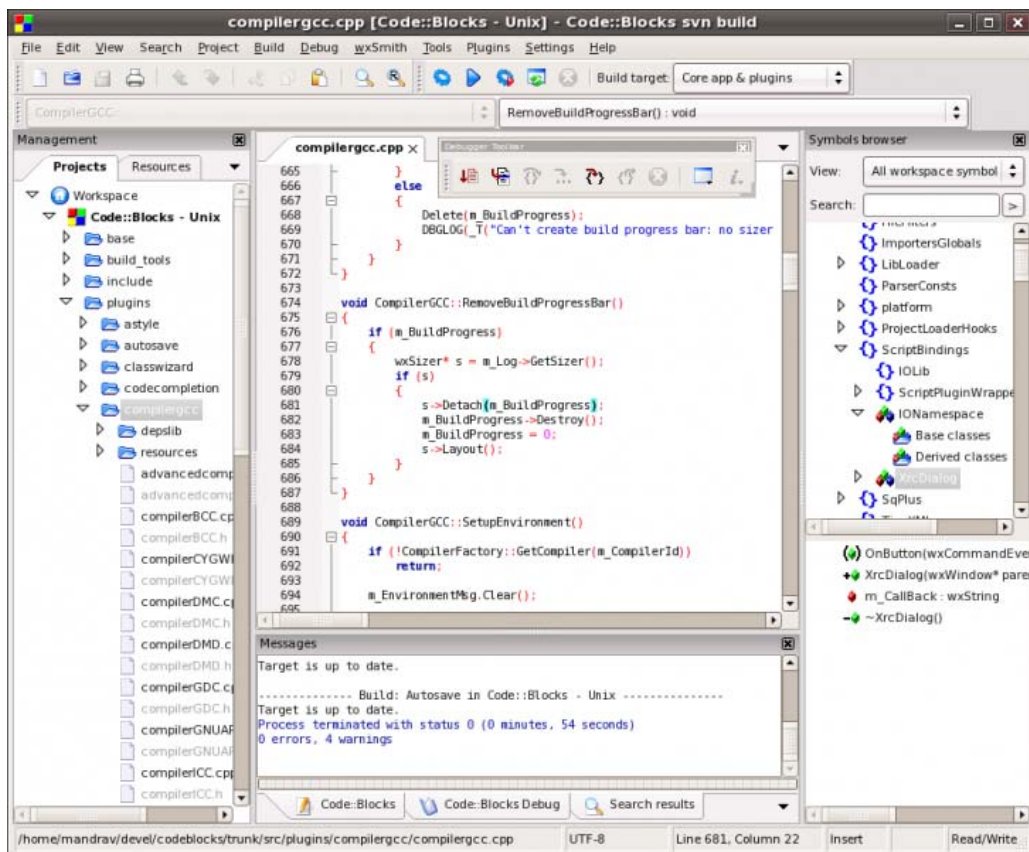 compilergcc.cpp [Code::Blocks - Unix] - Code::Blocks svn build
File Edit View Search Project Build Debug wxSmith Tools Plugins Settings Help
Build target: Core app & plugins
CompilerGCC::
RemoveBuildProgressBar() : void
Management
Projects Resources
Workspace
Code::Blocks - Unix
base
build_tools
include
plugins
astyle
autosave
classwizard
codecompletion
compilergcc
depslib
resources
advancedcomp
advancedcomp
compilerBCC.cp
compilerBCC.h
compilerCYGWI
compilerCYGWI
compilerDMC.c
compilerDMC.h
compilerDMD.c
compilerDMD.h
compilerGDC.c
compilerGDC.h
compilerGNUAR
compilerGNUAR
compilerICC.cpp
compilerICC.h
compilergcc.cpp
Debugger Toolbar
665 }
666 else
667 {
668 Delete(m_BuildProgress);
669 DBGLOG(_T("Can't create build progress bar: no sizer
670 }
671 }
672 }
673
674 void CompilerGCC::RemoveBuildProgressBar()
675 {
676 if (m_BuildProgress)
677 {
678 wxSizer* s = m_Log->GetSizer();
679 if (s)
680 {
681 s->Detach(m_BuildProgress);
682 m_BuildProgress->Destroy();
683 m_BuildProgress = 0;
684 s->Layout();
685 }
686 }
687 }
688
689 void CompilerGCC::SetupEnvironment()
690 {
691 if (!CompilerFactory::GetCompiler(m_CompilerId))
692 return;
693
694 m_EnvironmentMsg.Clear();
695
Messages
Target is up to date.
------------- Build: Autosave in Code::Blocks - Unix ---------------
Target is up to date.
Process terminated with status 0 (0 minutes, 54 seconds)
0 errors, 4 warnings
Code::Blocks Code::Blocks Debug Search results
Symbols browser
View: All workspace symbol
Search: >
ImportersGlobals
LibLoader
ParserConsts
platform
ProjectLoaderHooks
ScriptBindings
IOLib
ScriptPluginWrappe
IONamespace
Base classes
Derived classes
XrcDialog
SqPlus
OnButton(wxCommandEve
XrcDialog(wxWindow* pare
m_CallBack : wxString
~XrcDialog()
/home/mandrav/devel/codeblocks/trunk/src/plugins/compilergcc/compilergcc.cpp UTF-8 Line 681, Column 22 Insert Read/Write